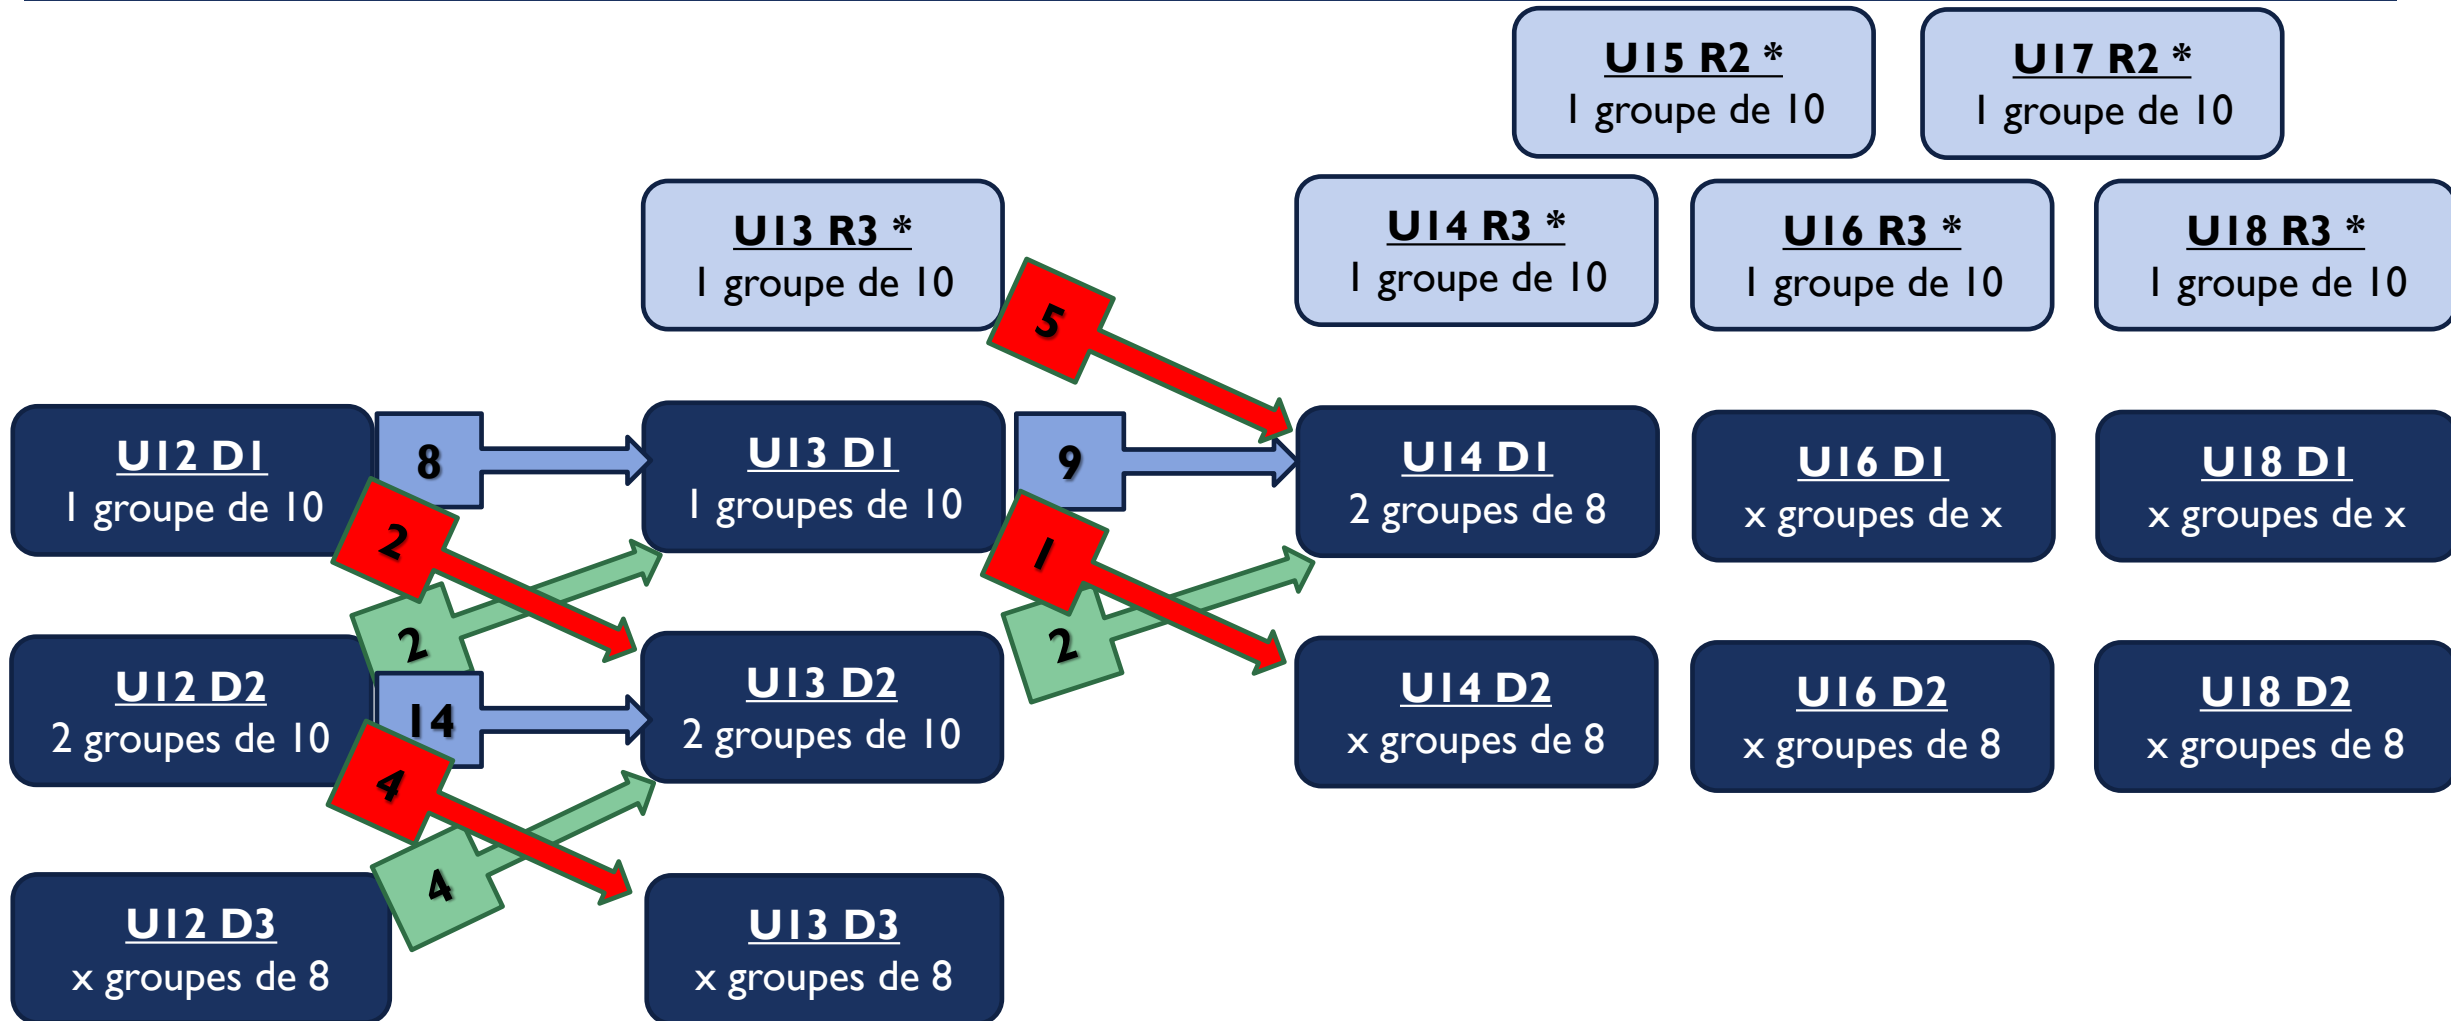 U15 R2 *
1 groupe de 10
U17 R2 *
1 groupe de 10
U13 R3 *
1 groupe de 10
5
U14 R3 *
1 groupe de 10
U16 R3 *
1 groupe de 10
U18 R3 *
1 groupe de 10
U12 D1
1 groupe de 10
8
2
2
U13 D1
1 groupes de 10
9
1
2
U14 D1
2 groupes de 8
U16 D1
x groupes de x
U18 D1
x groupes de x
U12 D2
2 groupes de 10
14
4
4
U13 D2
2 groupes de 10
U14 D2
x groupes de 8
U16 D2
x groupes de 8
U18 D2
x groupes de 8
U12 D3
x groupes de 8
U13 D3
x groupes de 8